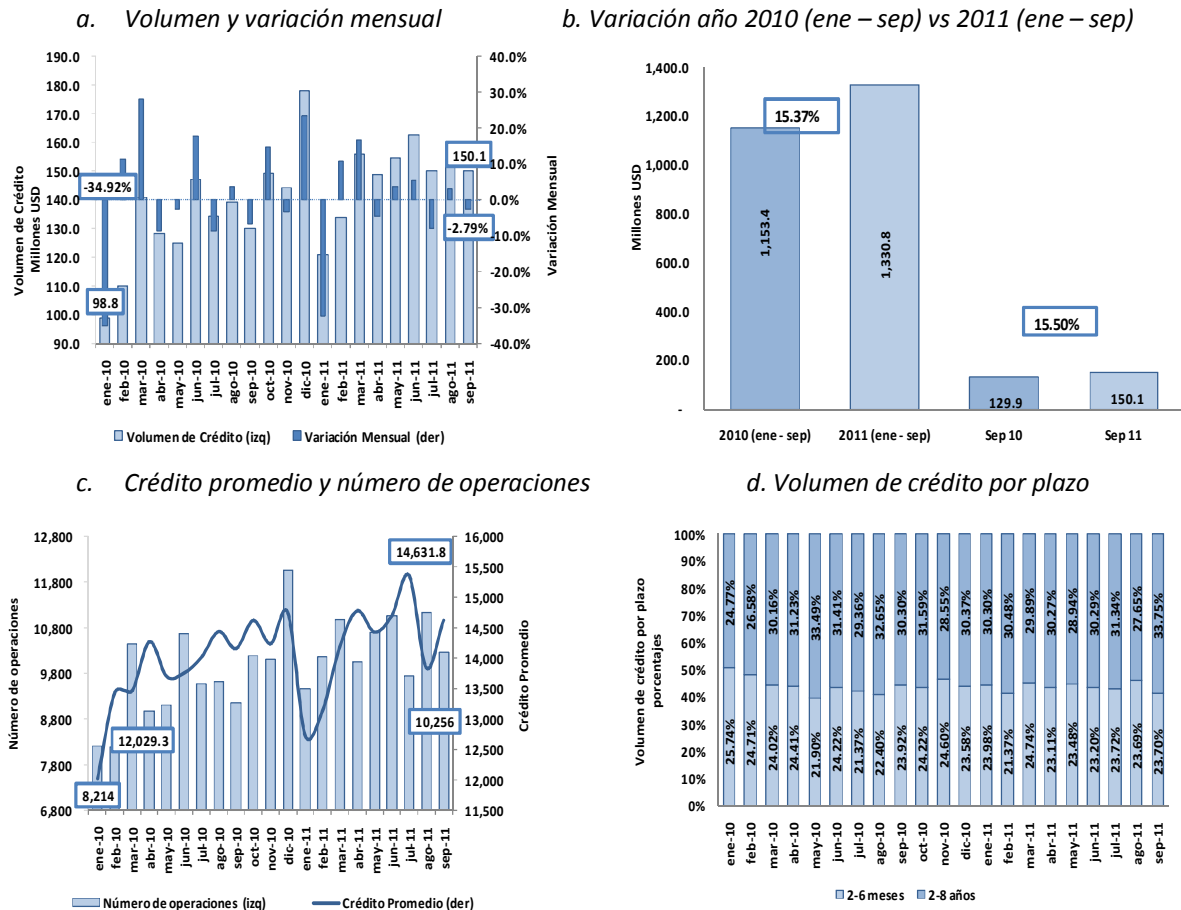 a. Volumen y variación mensual
190.0
180.0
170.0
160.0
150.0
140.0
130.0
120.0
110.0
100.0
90.0
Volumen de Crédito
Millones USD
40.0%
30.0%
20.0%
10.0%
0.0%
-10.0%
-20.0%
-30.0%
-40.0%
Variación Mensual
-34.92%
98.8
150.1
-2.79%
ene-10
feb-10
mar-10
abr-10
may-10
jun-10
jul-10
ago-10
sep-10
oct-10
nov-10
dic-10
ene-11
feb-11
mar-11
abr-11
may-11
jun-11
jul-11
ago-11
sep-11
Volumen de Crédito (izq)
Variación Mensual (der)
b. Variación año 2010 (ene – sep) vs 2011 (ene – sep)
1,400.0
1,200.0
1,000.0
800.0
600.0
400.0
200.0
-
Millones USD
15.37%
1,153.4
1,330.8
15.50%
129.9
150.1
2010 (ene - sep)
2011 (ene - sep)
Sep 10
Sep 11
c. Crédito promedio y número de operaciones
12,800
11,800
10,800
9,800
8,800
7,800
6,800
Número de operaciones
16,000
15,500
15,000
14,500
14,000
13,500
13,000
12,500
12,000
11,500
Crédito Promedio
14,631.8
12,029.3
10,256
8,214
ene-10
feb-10
mar-10
abr-10
may-10
jun-10
jul-10
ago-10
sep-10
oct-10
nov-10
dic-10
ene-11
feb-11
mar-11
abr-11
may-11
jun-11
jul-11
ago-11
sep-11
Número de operaciones (izq)
Crédito Promedio (der)
d. Volumen de crédito por plazo
100%
90%
80%
70%
60%
50%
40%
30%
20%
10%
0%
Volumen de crédito por plazo
porcentajes
24.77%
26.58%
30.16%
31.23%
33.49%
31.41%
29.36%
32.65%
30.30%
31.59%
28.55%
30.37%
30.30%
30.48%
29.89%
30.27%
28.94%
30.29%
31.34%
27.65%
33.75%
25.74%
24.71%
24.02%
24.41%
21.90%
24.22%
21.37%
22.40%
23.92%
24.22%
24.60%
23.58%
23.98%
21.37%
24.74%
23.11%
23.48%
23.20%
23.72%
23.69%
23.70%
ene-10
feb-10
mar-10
abr-10
may-10
jun-10
jul-10
ago-10
sep-10
oct-10
nov-10
dic-10
ene-11
feb-11
mar-11
abr-11
may-11
jun-11
jul-11
ago-11
sep-11
2-6 meses
2-8 años